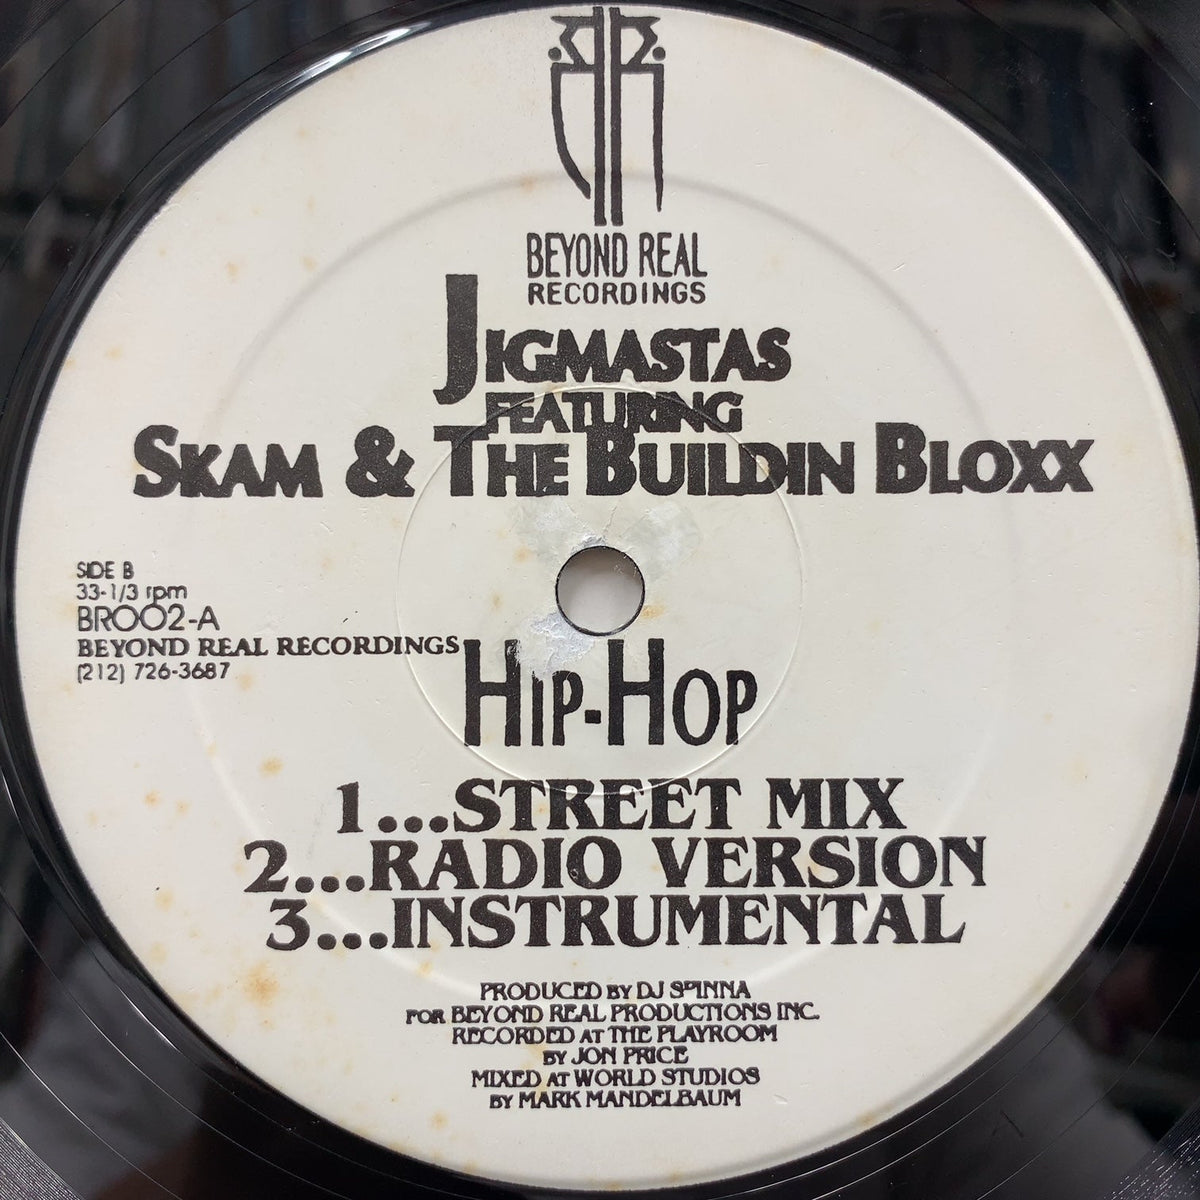 BEYOND REAL
RECORDINGS
JIGMASTAS
FEATURING
SKAM & THE BUILDIN BLOXX
SIDE B
33-1/3 rpm
BR002-A
BEYOND REAL RECORDINGS
(212) 726-3687
HIP-HOP
1...STREET MIX
2...RADIO VERSION
3...INSTRUMENTAL
PRODUCED BY DJ SPINNA
FOR BEYOND REAL PRODUCTIONS INC.
RECORDED AT THE PLAYROOM
BY JON PRICE
MIXED AT WORLD STUDIOS
BY MARK MANDELBAUM